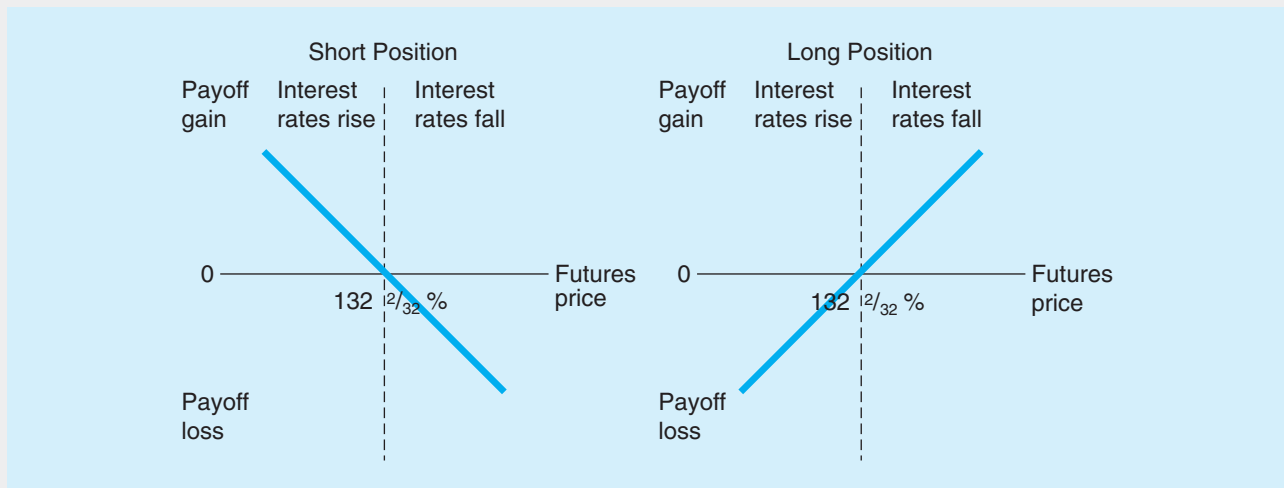 Short Position
Payoff gain
Interest rates rise
Interest rates fall
0
Futures price
132 2/32 %
Payoff loss
Long Position
Payoff gain
Interest rates rise
Interest rates fall
0
Futures price
132 2/32 %
Payoff loss